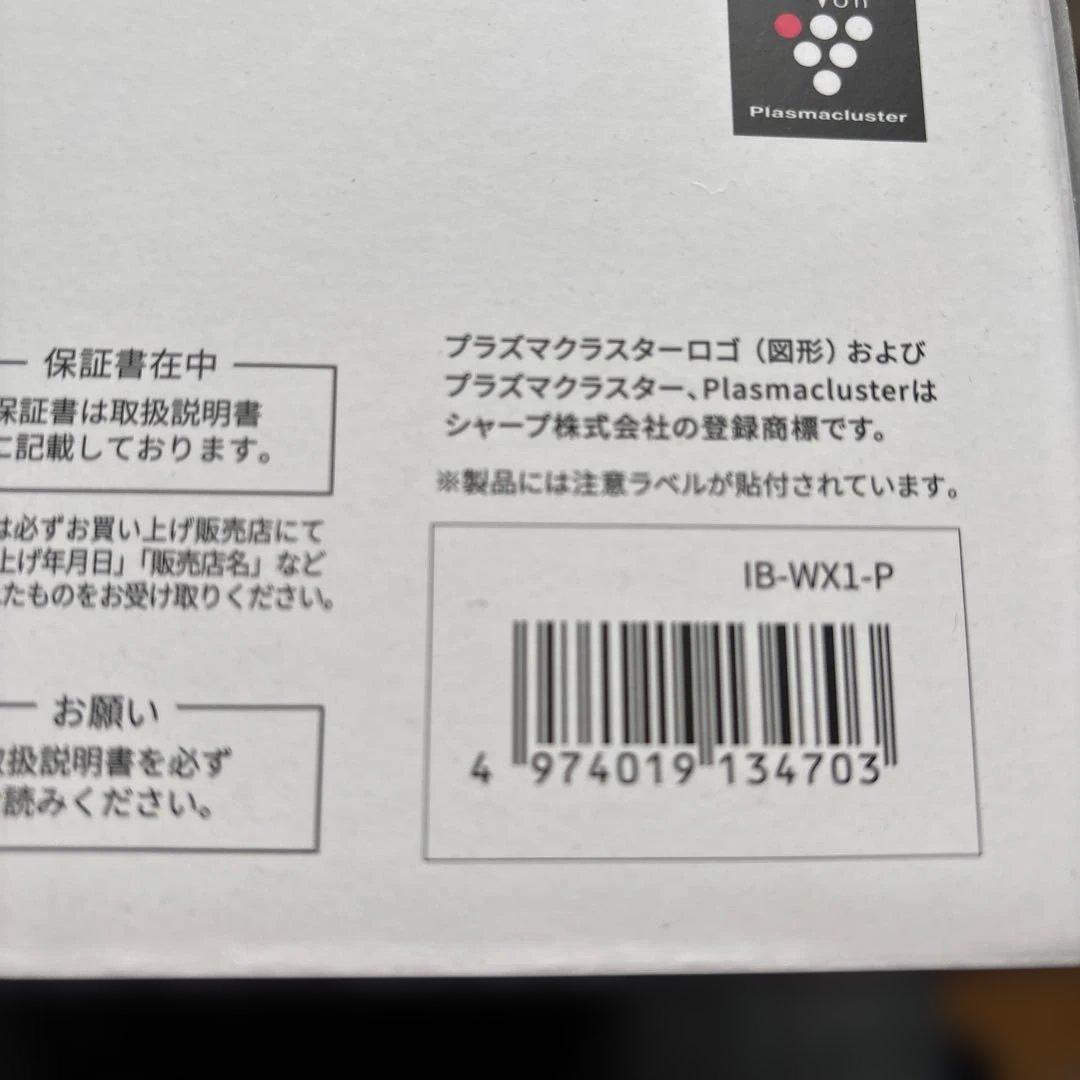 Plasmacluster
保証書在中
保証書は取扱説明書
に記載しております。
は必ずお買い上げ販売店にて
上げ年月日」「販売店名」など
たものをお受け取りください。
お願い
取扱説明書を必ず
読みください。
プラズマクラスターロゴ（図形）および
プラズマクラスター、Plasmaclusterは
シャープ株式会社の登録商標です。
※製品には注意ラベルが貼付されています。
IB-WX1-P
4 974019 134703